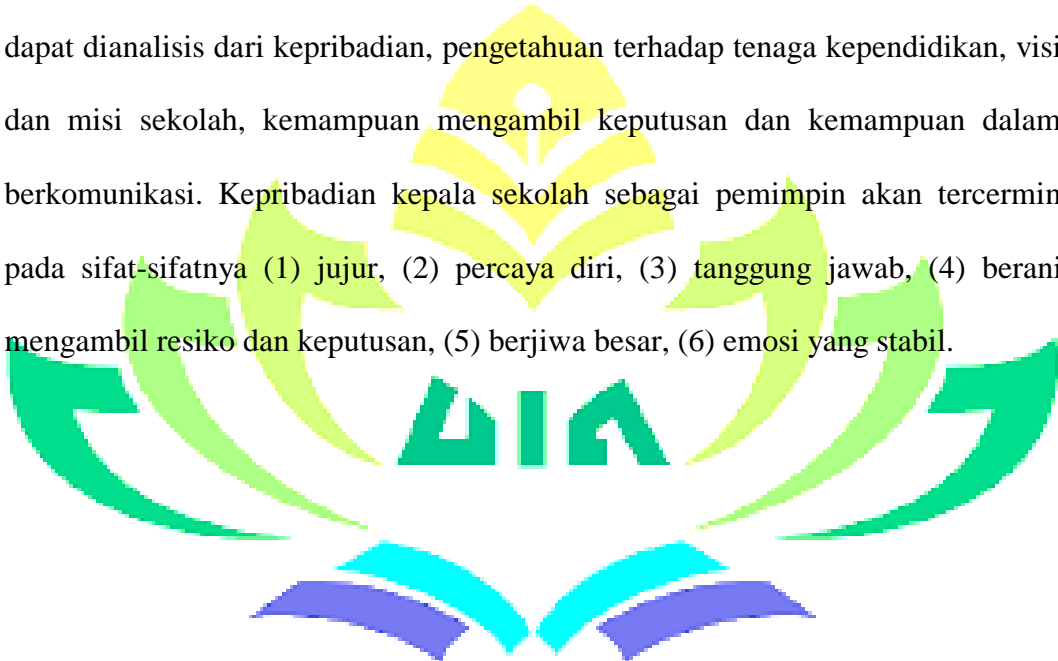 dapat dianalisis dari kepribadian, pengetahuan terhadap tenaga kependidikan, visi
dan misi sekolah, kemampuan mengambil keputusan dan kemampuan dalam
berkomunikasi. Kepribadian kepala sekolah sebagai pemimpin akan tercermin
pada sifat-sifatnya (1) jujur, (2) percaya diri, (3) tanggung jawab, (4) berani
mengambil resiko dan keputusan, (5) berjiwa besar, (6) emosi yang stabil.
UIN